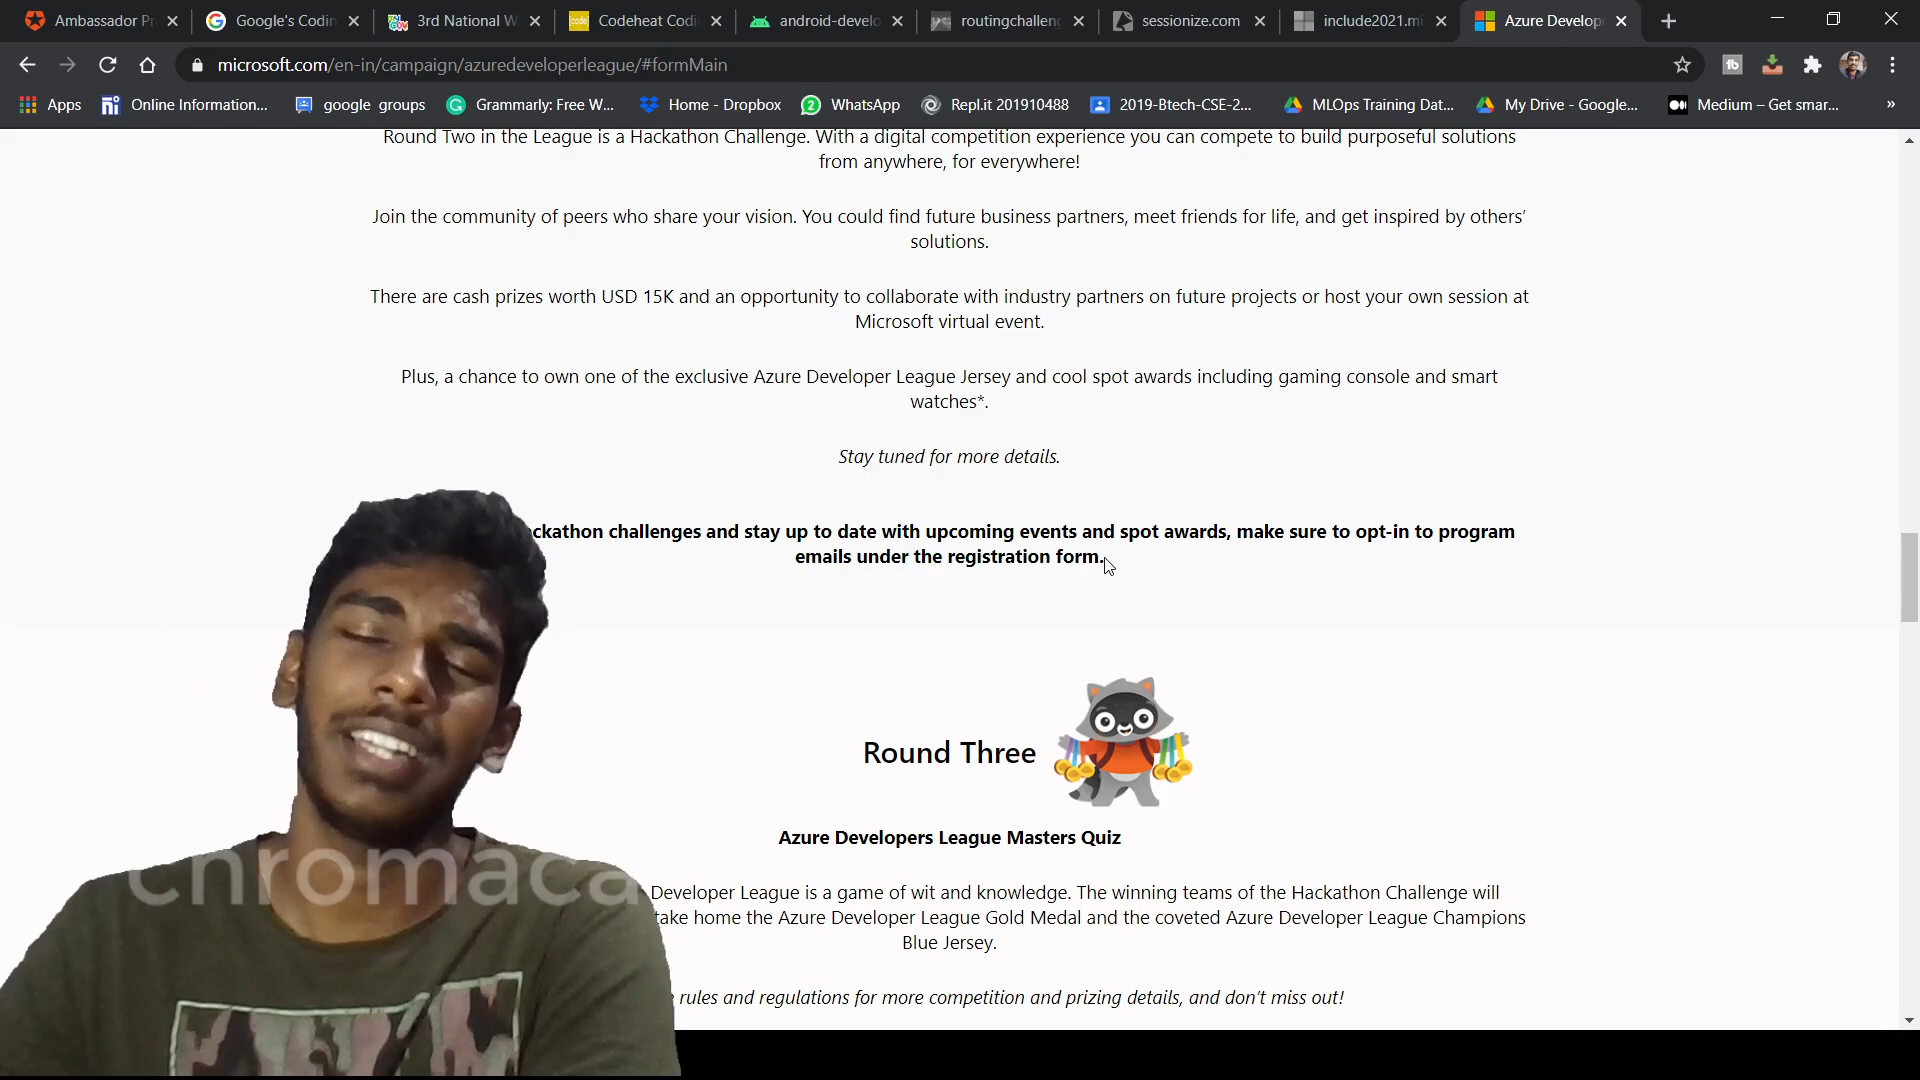 Ambassador Pr
Google's Codin
3rd National W
Codeheat Codi
android-develo
routingchallen
sessionize.com
include2021.mi
Azure Develop
microsoft.com/en-in/campaign/azuredeveloperleague/#formMain
Apps
Online Information...
google groups
Grammarly: Free W...
Home - Dropbox
WhatsApp
Repl.it 201910488
2019-Btech-CSE-2...
MLOps Training Dat...
My Drive - Google...
Medium – Get smar...
»
Round Two in the League is a Hackathon Challenge. With a digital competition experience you can compete to build purposeful solutions
from anywhere, for everywhere!
Join the community of peers who share your vision. You could find future business partners, meet friends for life, and get inspired by others'
solutions.
There are cash prizes worth USD 15K and an opportunity to collaborate with industry partners on future projects or host your own session at
Microsoft virtual event.
Plus, a chance to own one of the exclusive Azure Developer League Jersey and cool spot awards including gaming console and smart
watches*.
Stay tuned for more details.
ckathon challenges and stay up to date with upcoming events and spot awards, make sure to opt-in to program
emails under the registration form.
Round Three
Azure Developers League Masters Quiz
Developer League is a game of wit and knowledge. The winning teams of the Hackathon Challenge will
take home the Azure Developer League Gold Medal and the coveted Azure Developer League Champions
Blue Jersey.
rules and regulations for more competition and prizing details, and don't miss out!
chromaca